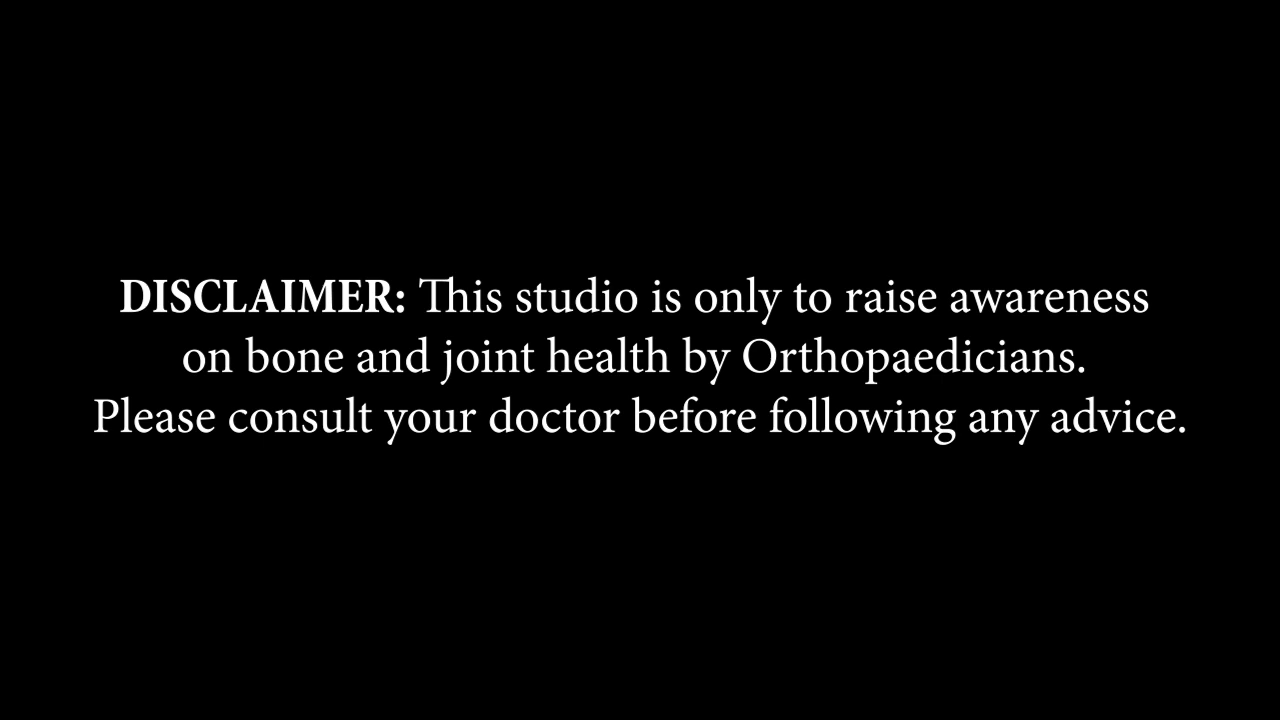 DISCLAIMER: This studio is only to raise awareness
on bone and joint health by Orthopaedicians.
Please consult your doctor before following any advice.